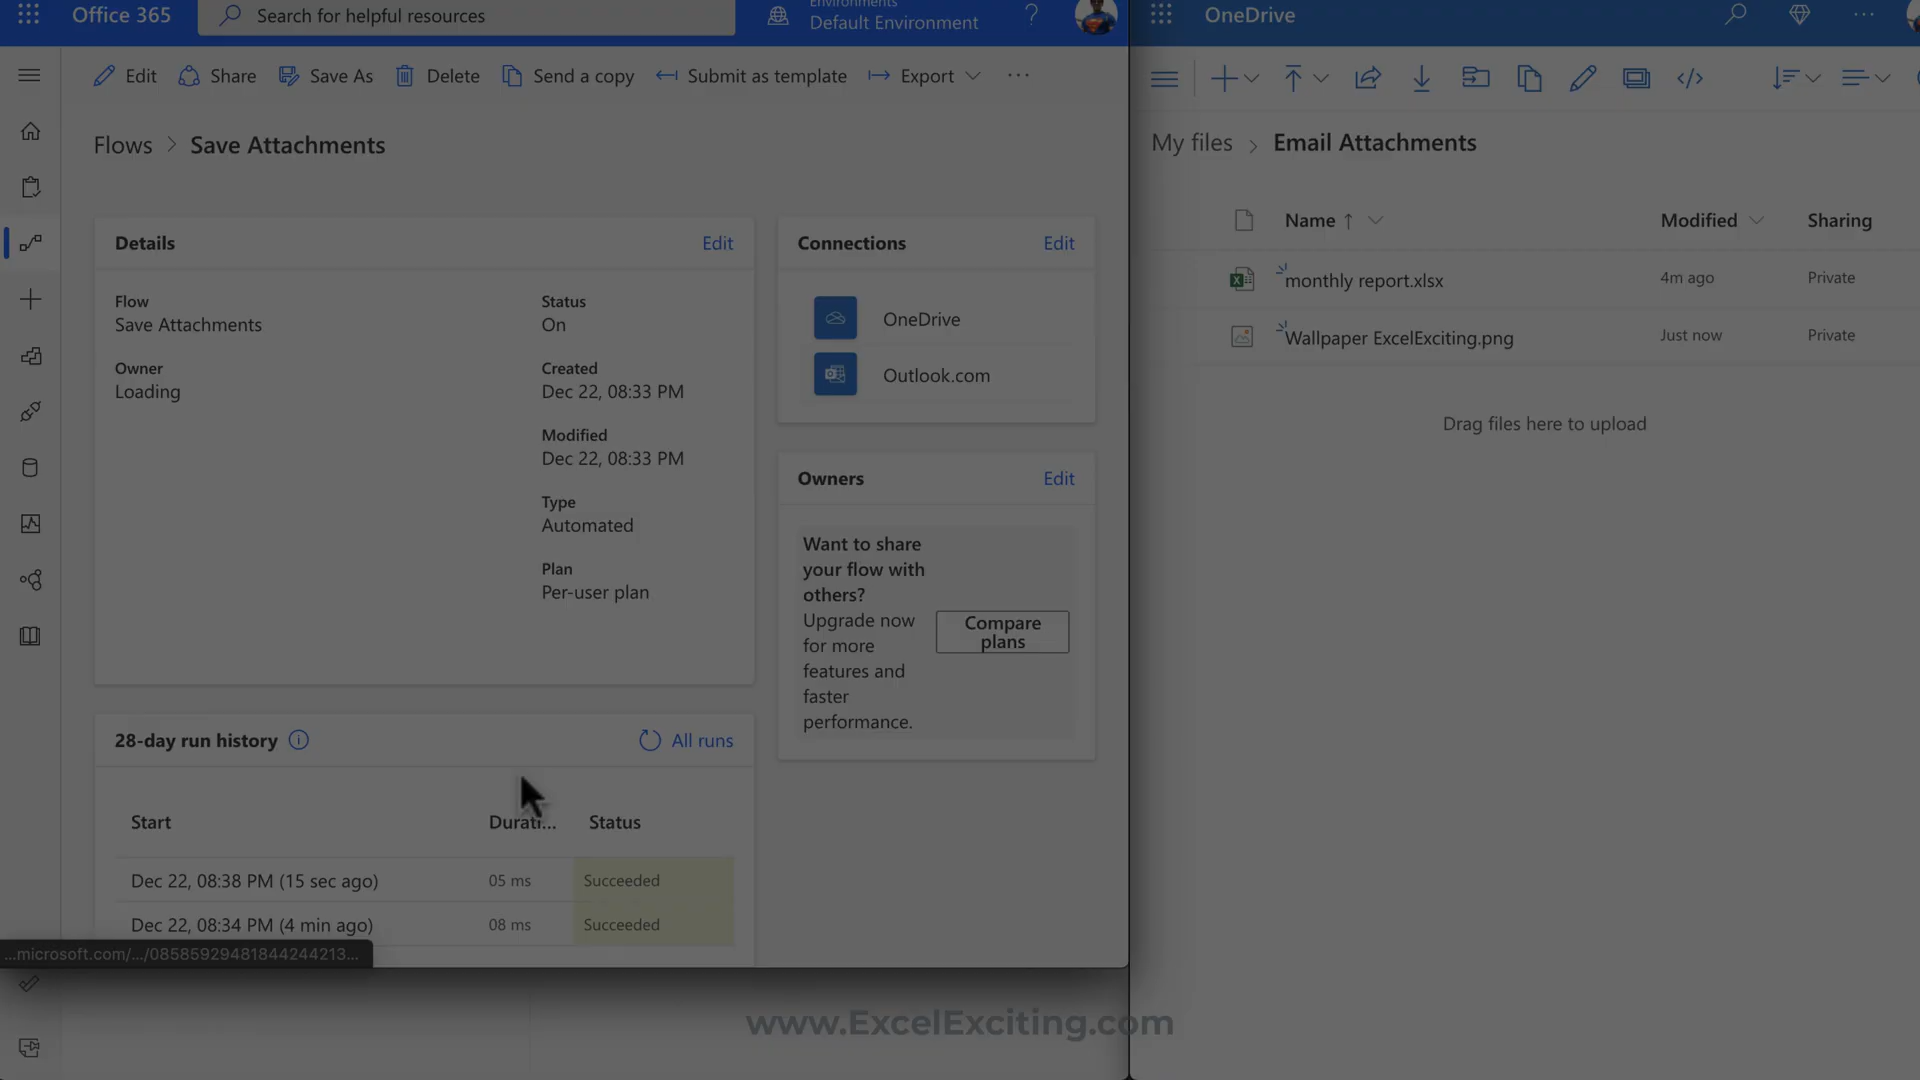 Office 365
Search for helpful resources
Environments
Default Environment
?
OneDrive
Edit
Share
Save As
Delete
Send a copy
Submit as template
Export
Flows > Save Attachments
My files > Email Attachments
Details
Edit
Flow
Save Attachments
Owner
Loading
Status
On
Created
Dec 22, 08:33 PM
Modified
Dec 22, 08:33 PM
Type
Automated
Plan
Per-user plan
Connections
Edit
OneDrive
Outlook.com
Owners
Edit
Want to share
your flow with
others?
Upgrade now
for more
features and
faster
performance.
Compare
plans
28-day run history
All runs
Start Durati... Status
Dec 22, 08:38 PM (15 sec ago) 05 ms Succeeded
Dec 22, 08:34 PM (4 min ago) 08 ms Succeeded
...microsoft.com/.../08585929481844244213...
Name ↑ Modified Sharing
monthly report.xlsx 4m ago Private
Wallpaper ExcelExciting.png Just now Private
Drag files here to upload
www.ExcelExciting.com